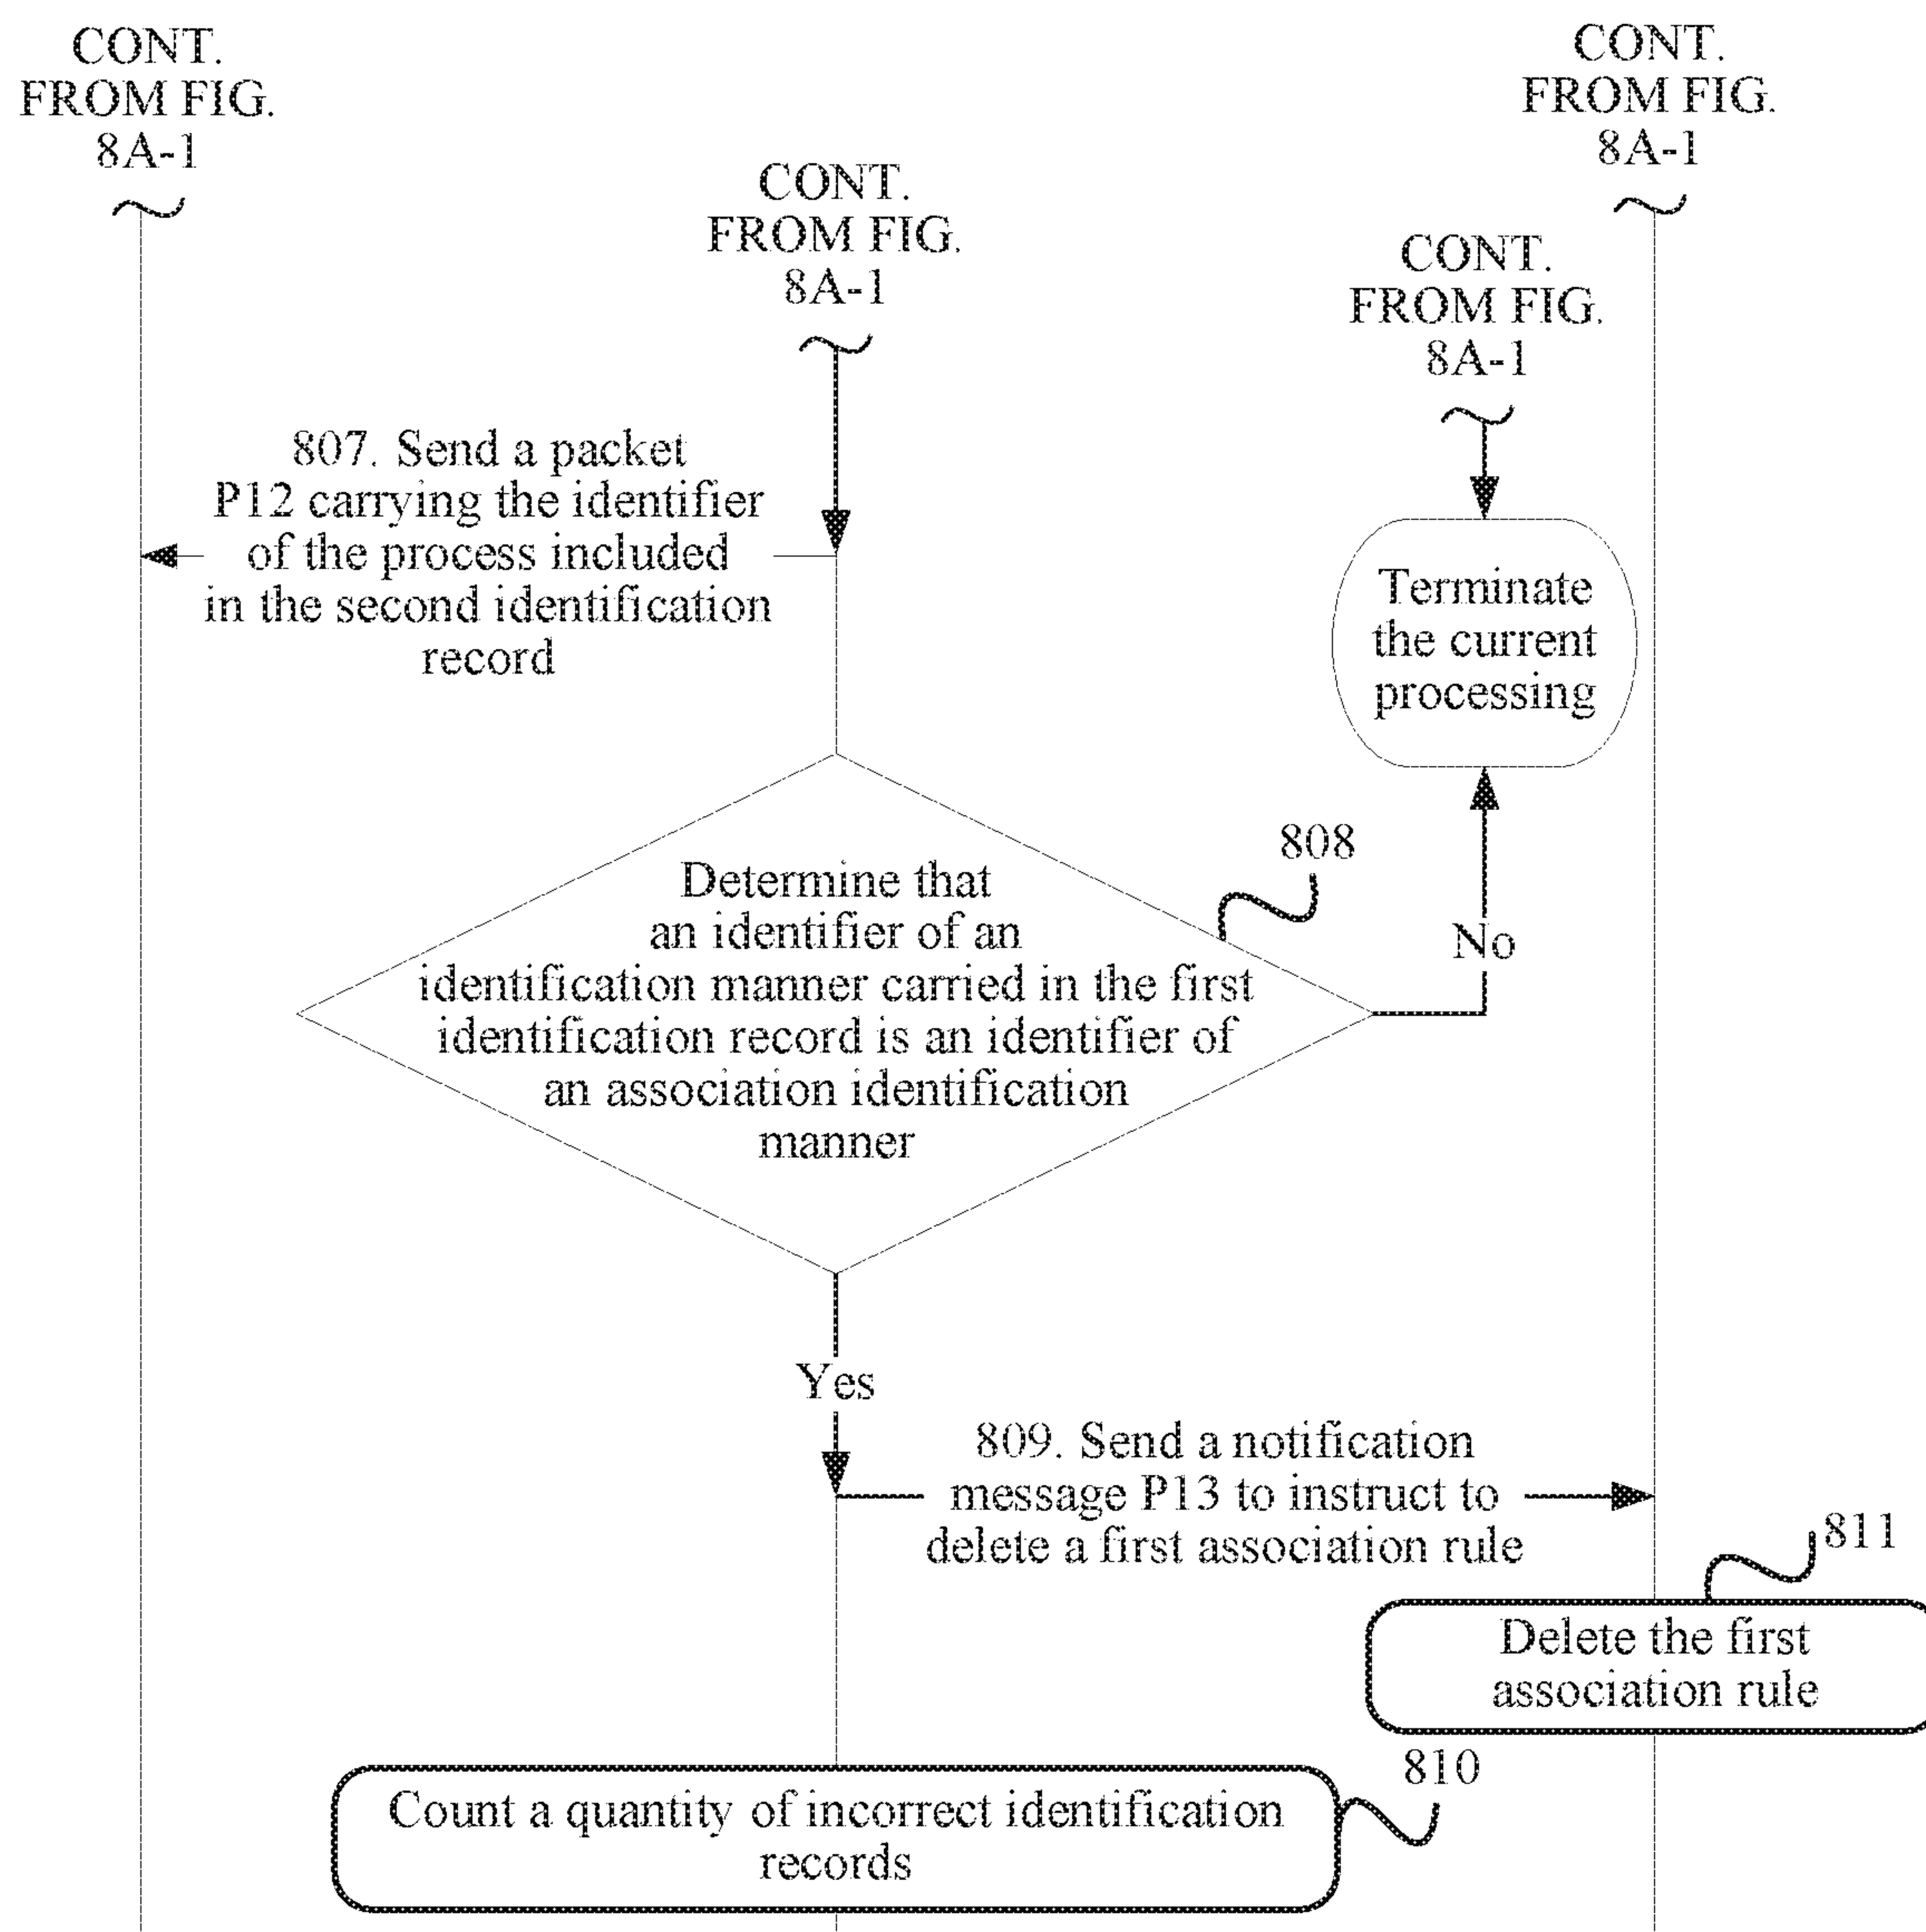 CONT.
FROM FIG.
8A-1
CONT.
FROM FIG.
8A-1
CONT.
FROM FIG.
8A-1
CONT.
FROM FIG.
8A-1
807. Send a packet
P12 carrying the identifier
of the process included
in the second identification
record
Terminate
the current
processing
808
Determine that
an identifier of an
identification manner carried in the first
identification record is an identifier of
an association identification
manner
No
Yes
809. Send a notification
message P13 to instruct to
delete a first association rule
811
Delete the first
association rule
810
Count a quantity of incorrect identification
records